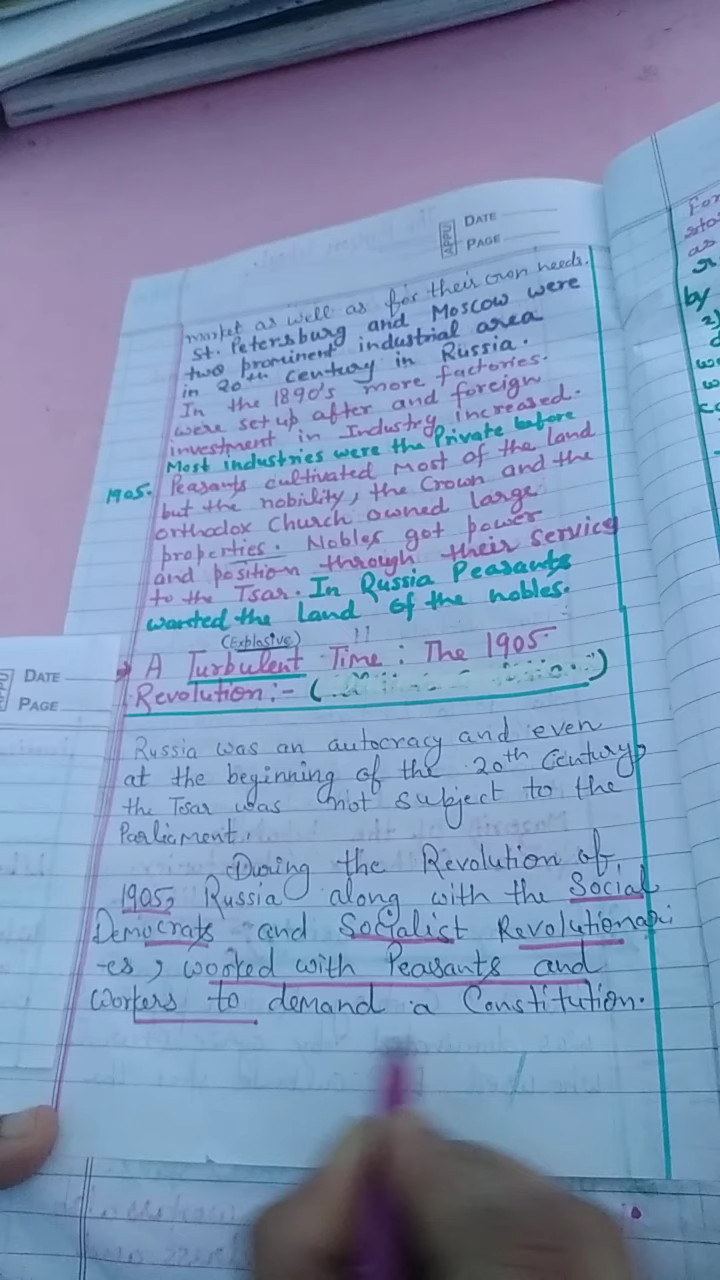 APPU
DATE
PAGE
market as well as for their own needs.
St. Petersburg and Moscow were
two prominent industrial area
in 20th Century in Russia.
In the 1890's more factories.
were set up after and foreign
investment in Industry increased.
Most industries were the Private before
1905. Peasants cultivated most of the land
but the nobility, the Crown and the
orthodox Church owned large
properties. Nobles got power
and position through their service
to the Tsar. In Russia Peasants
wanted the land of the nobles.
(Explosive)
A Turbulent Time : The 1905
Revolution :-
Russia was an autocracy and even
at the beginning of the 20th Century,
the Tsar was not subject to the
Parliament.
During the Revolution of
1905, Russia along with the Social
Democrats and Socialist Revolutionari
-es, worked with Peasants and
Workers to demand a Constitution.
DATE
PAGE
For
as
by
2)